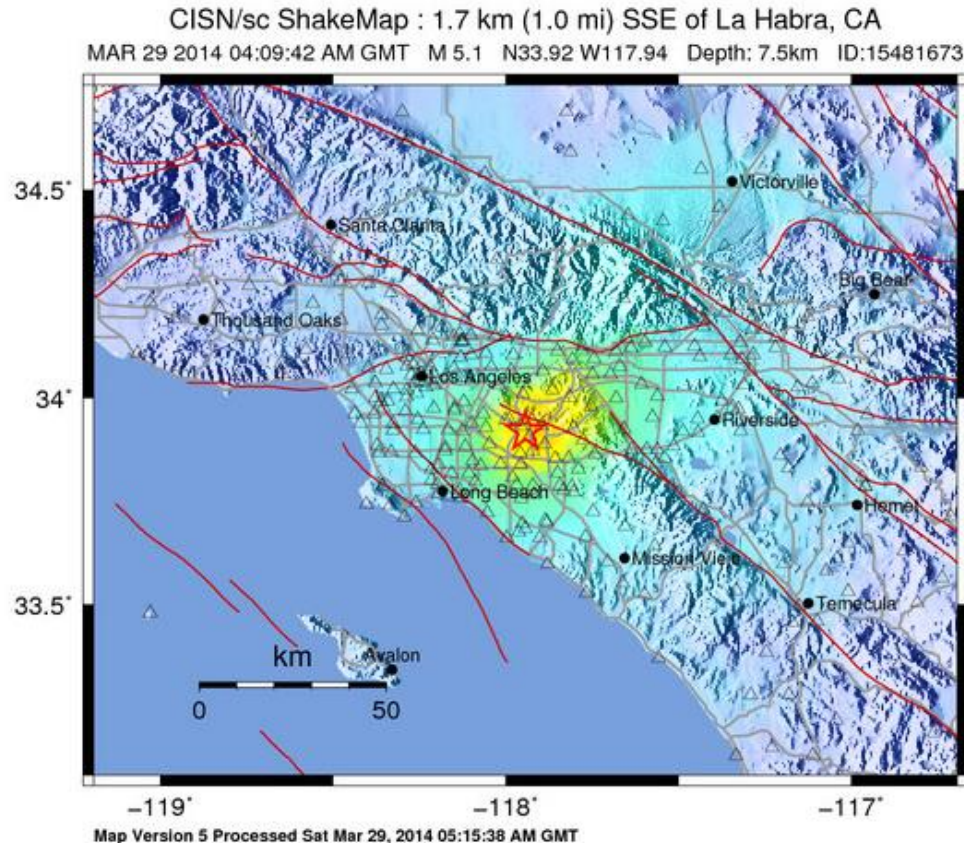 CISN/sc ShakeMap : 1.7 km (1.0 mi) SSE of La Habra, CA
MAR 29 2014 04:09:42 AM GMT M 5.1 N33.92 W117.94 Depth: 7.5km ID:15481673
34.5°
Victorville
Santa Clarita
Big Bear
Thousand Oaks
Los Angeles
34°
Riverside
Long Beach
Hemet
Mission Viejo
33.5°
Temecula
km
Avalon
0 50
−119° −118° −117°
Map Version 5 Processed Sat Mar 29, 2014 05:15:38 AM GMT